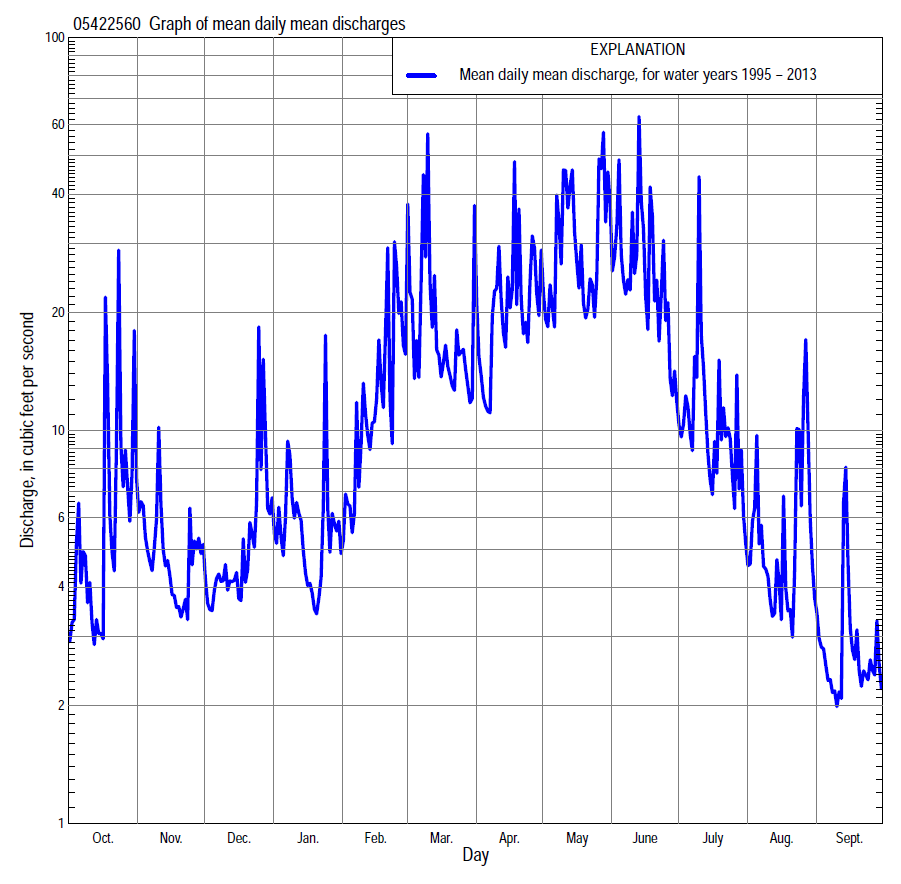 05422560 Graph of mean daily mean discharges
EXPLANATION
Mean daily mean discharge, for water years 1995 – 2013
Discharge, in cubic feet per second
100
60
40
20
10
6
4
2
1
Oct. Nov. Dec. Jan. Feb. Mar. Apr. May June July Aug. Sept.
Day